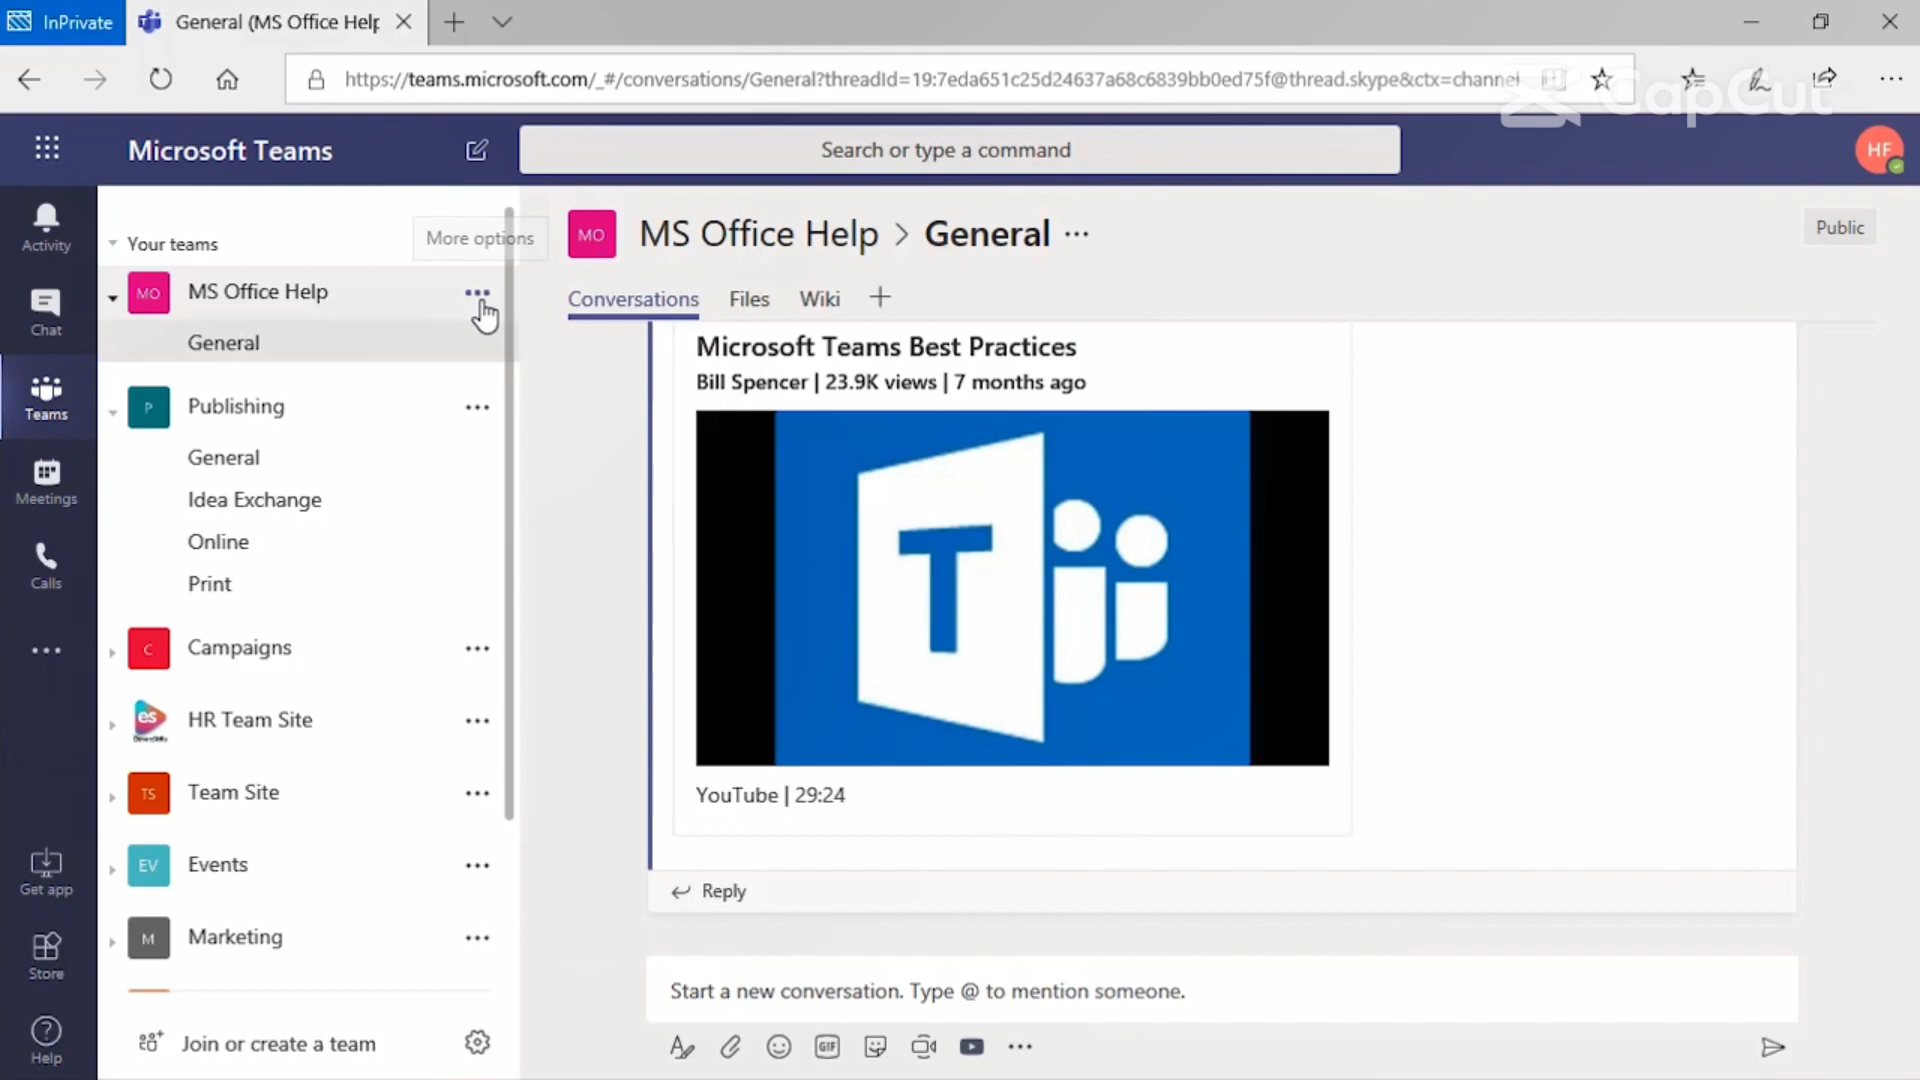 InPrivate
General (MS Office Help
https://teams.microsoft.com/_#/conversations/General?threadId=19:7eda651c25d24637a68c6839bb0ed75f@thread.skype&ctx=channel
CapCut
Microsoft Teams
Search or type a command
HF
Activity
Chat
Teams
Meetings
Calls
Get app
Store
Help
Your teams
More options
MO
MS Office Help
General
P
Publishing
General
Idea Exchange
Online
Print
C
Campaigns
es
HR Team Site
TS
Team Site
EV
Events
M
Marketing
Join or create a team
MO
MS Office Help > General
Public
Conversations
Files
Wiki
Microsoft Teams Best Practices
Bill Spencer | 23.9K views | 7 months ago
T
YouTube | 29:24
Reply
Start a new conversation. Type @ to mention someone.
GIF